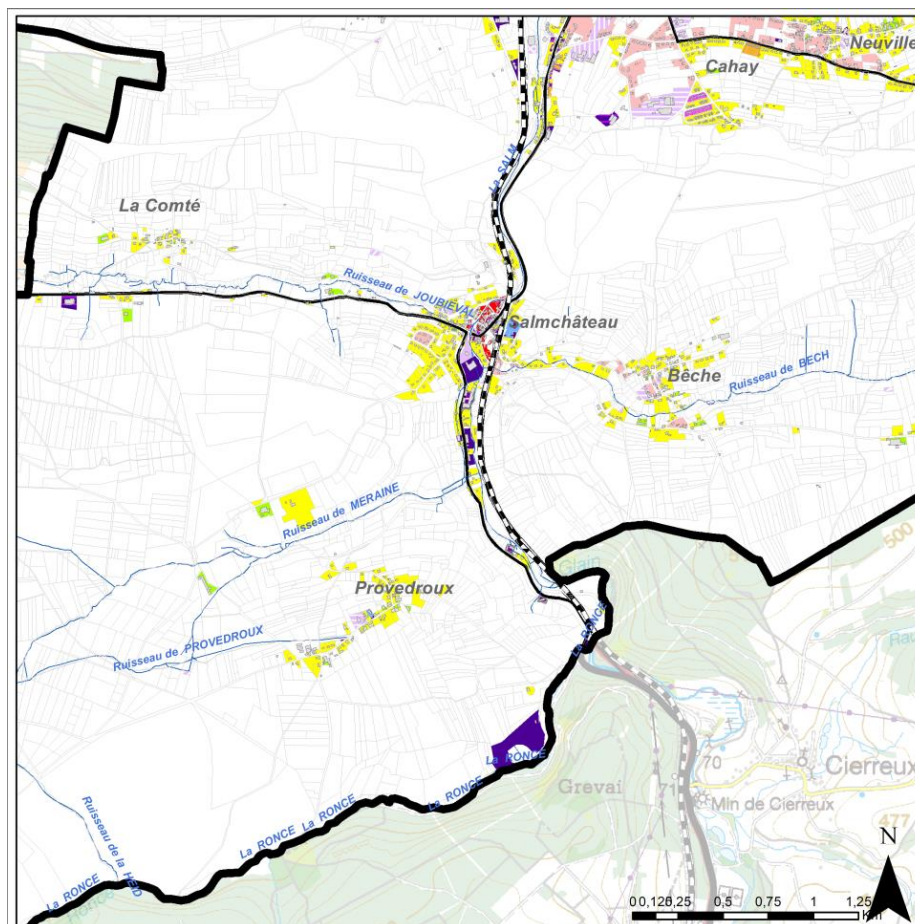 Neuville
Cahay
La SALM
La Comté
Ruisseau de JOUBIEVAL
Salmchâteau
Bêche
Ruisseau de BECH
Ruisseau de MERAINE
500
Glain
Provedroux
La RONCE
Ruisseau de PROVEDROUX
La RONCE
70
Cierreux
Grevai
71
Min de Cierreux
La RONCE
477
La RONCE
La RONCE
Ruisseau de la HEID
La RONCE
N
0 0,125 0,25 0,5 0,75 1 1,25
Km